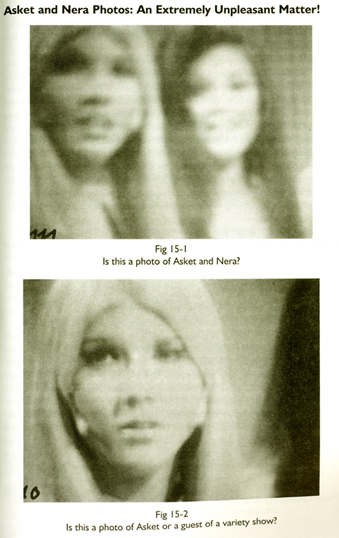 Asket and Nera Photos: An Extremely Unpleasant Matter!
Fig 15-1
Is this a photo of Asket and Nera?
10
Fig 15-2
Is this a photo of Asket or a guest of a variety show?